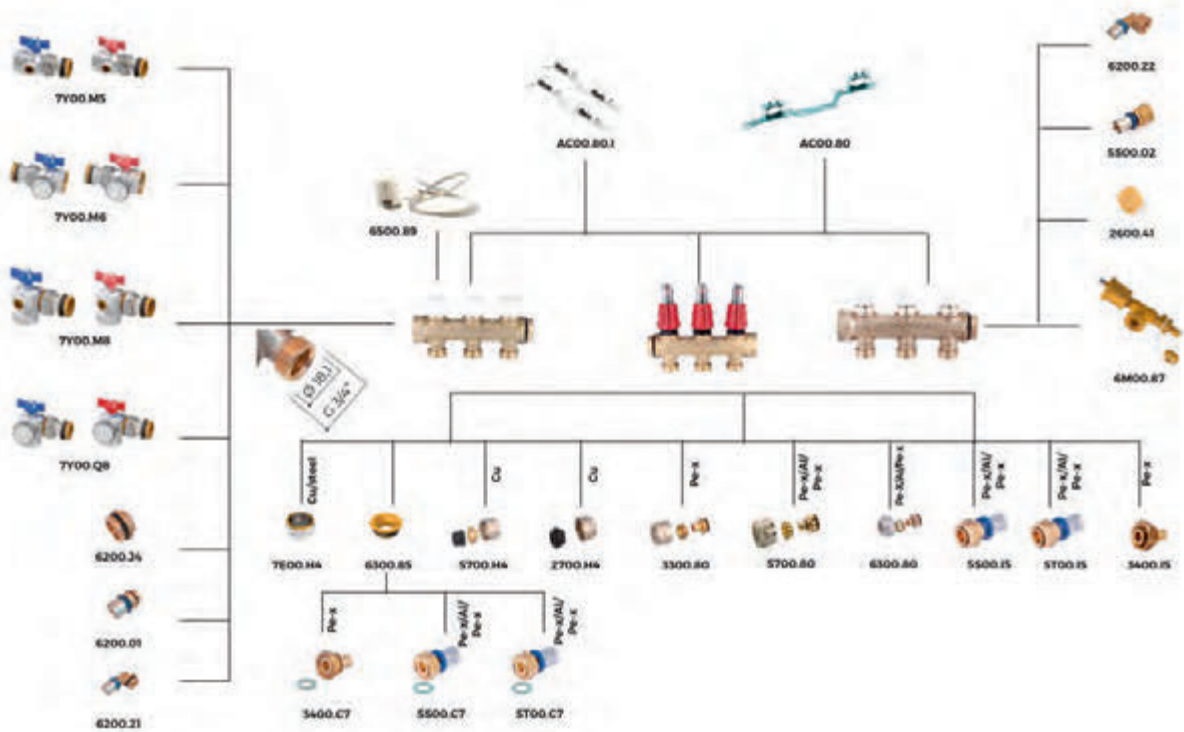 7Y00.M5
7Y00.M6
7Y00.M8
7Y00.Q8
6200.34
6200.01
6200.21
AC00.80.1
AC00.80
6500.89
6200.22
5500.02
2600.41
6M00.87
Ø 18,1
G 3/4"
Cu/steel
Cu
Cu
Pe-x
Pe-x/Al/
Pe-x
Pe-x/Al/Pe-x
Pe-x/Al/
Pe-x
Pe-x/Al/
Pe-x
Pe-x
7E00.H4
6300.85
5700.H4
2700.H4
3300.80
5700.80
6300.80
5500.15
5T00.15
3400.15
Pe-x
Pe-x/Al/
Pe-x
Pe-x/Al/
Pe-x
3400.C7
5500.C7
5T00.C7